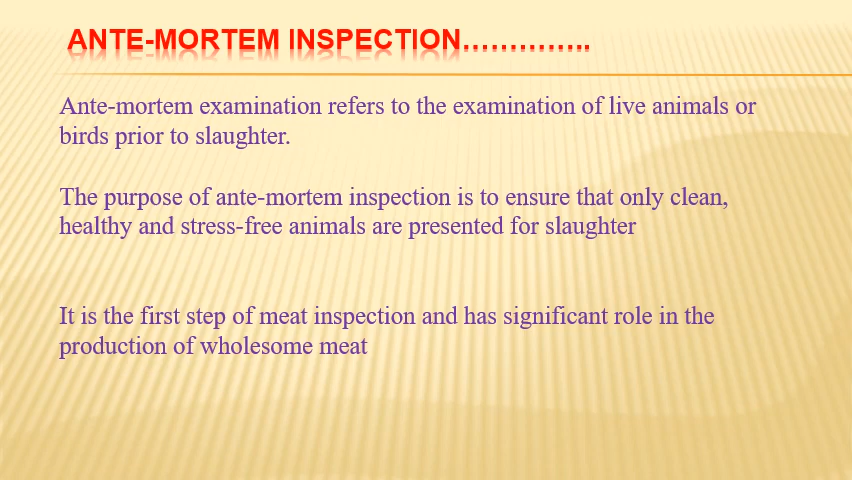 ANTE-MORTEM INSPECTION…………..
Ante-mortem examination refers to the examination of live animals or
birds prior to slaughter.
The purpose of ante-mortem inspection is to ensure that only clean,
healthy and stress-free animals are presented for slaughter
It is the first step of meat inspection and has significant role in the
production of wholesome meat